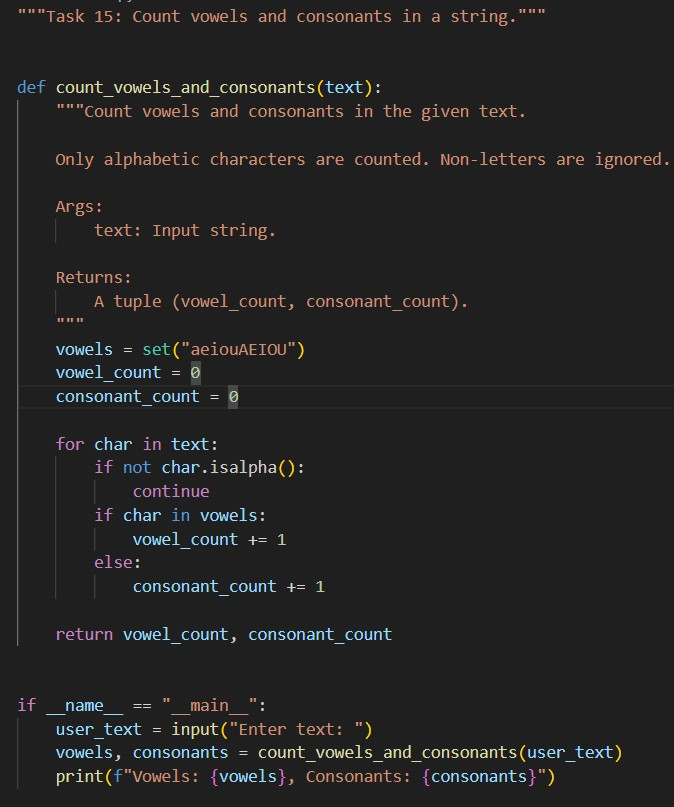 """Task 15: Count vowels and consonants in a string."""
def count_vowels_and_consonants(text):
"""Count vowels and consonants in the given text.
Only alphabetic characters are counted. Non-letters are ignored.
Args:
text: Input string.
Returns:
A tuple (vowel_count, consonant_count).
"""
vowels = set("aeiouAEIOU")
vowel_count = 0
consonant_count = 0
for char in text:
if not char.isalpha():
continue
if char in vowels:
vowel_count += 1
else:
consonant_count += 1
return vowel_count, consonant_count
if __name__ == "__main__":
user_text = input("Enter text: ")
vowels, consonants = count_vowels_and_consonants(user_text)
print(f"Vowels: {vowels}, Consonants: {consonants}")